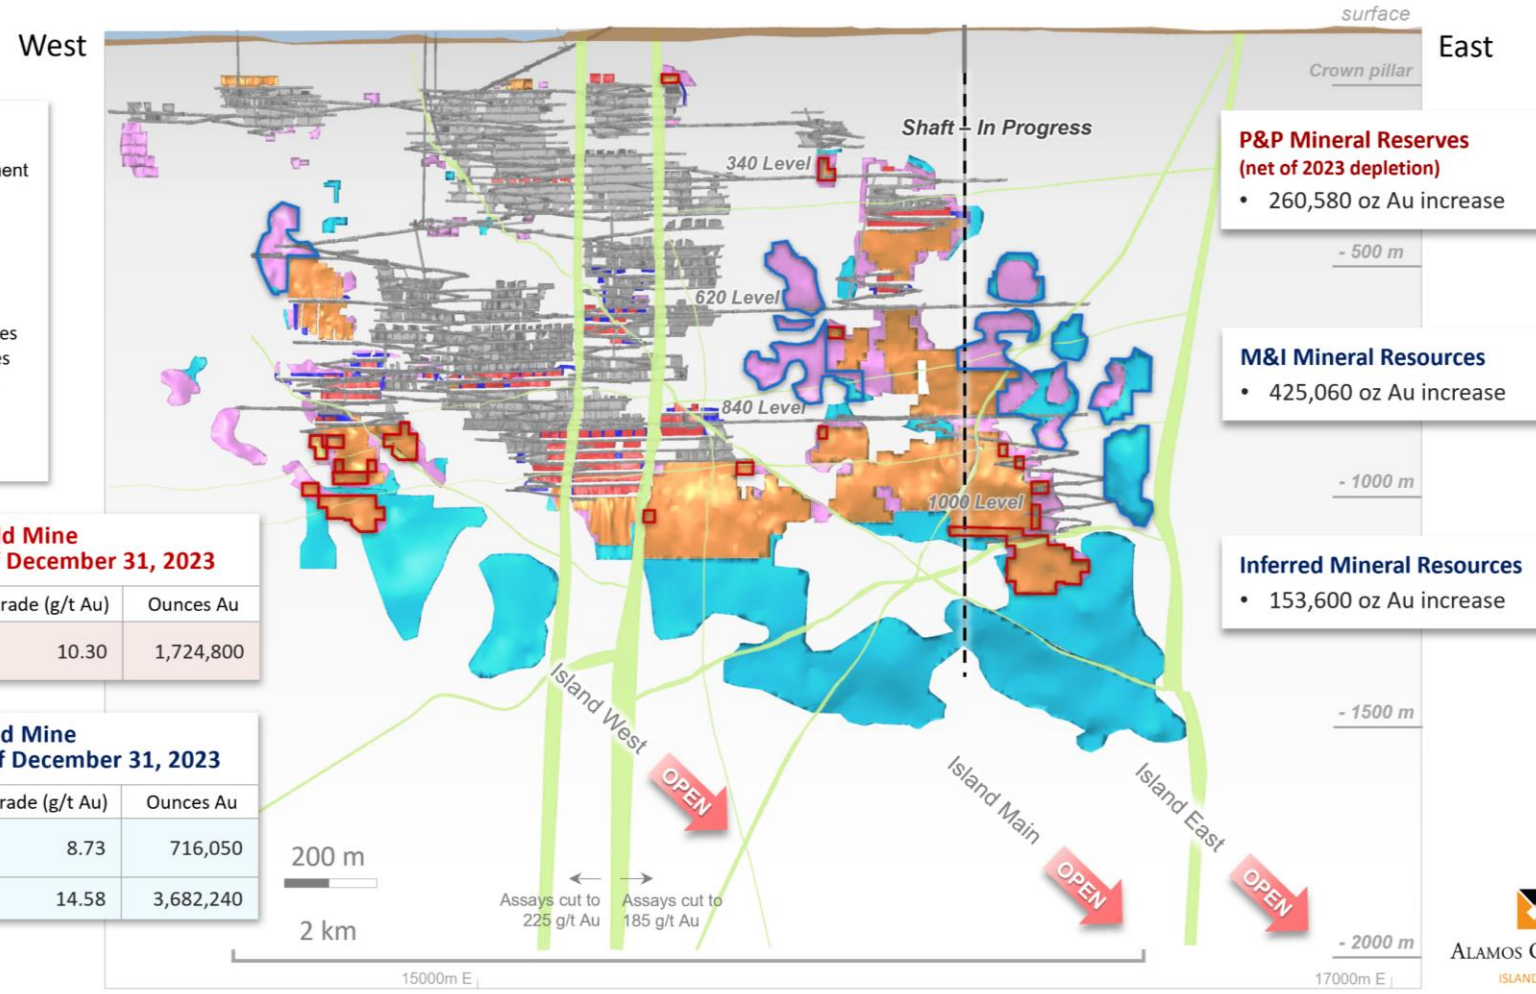 surface
West
East
Crown pillar
Shaft – In Progress
P&P Mineral Reserves
(net of 2023 depletion)
• 260,580 oz Au increase
340 Level
- 500 m
620 Level
M&I Mineral Resources
• 425,060 oz Au increase
840 Level
- 1000 m
1000 Level
Inferred Mineral Resources
• 153,600 oz Au increase
December 31, 2023
Mine
(g/t Au)
Ounces Au
10.30
1,724,800
Mine
December 31, 2023
(g/t Au)
Ounces Au
8.73
716,050
14.58
3,682,240
Island West
OPEN
- 1500 m
Island Main
OPEN
Island East
OPEN
200 m
Assays cut to
225 g/t Au
Assays cut to
185 g/t Au
2 km
- 2000 m
15000m E
17000m E
ALAMOS
ISLAND